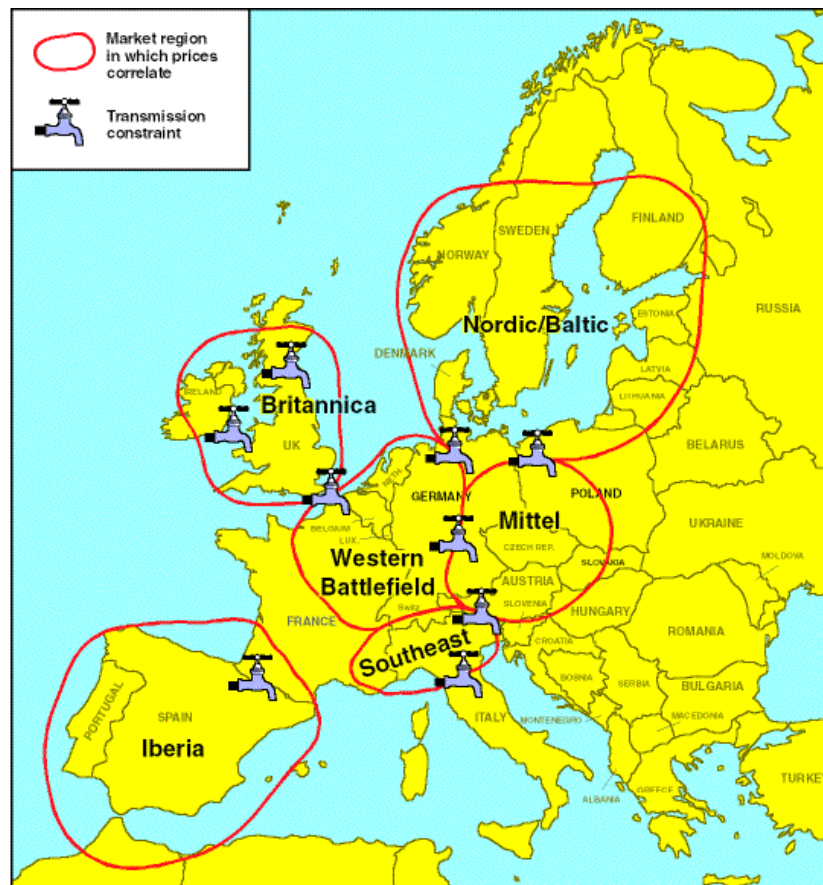 Market region
in which prices
correlate
Transmission
constraint
FINLAND
SWEDEN
NORWAY
RUSSIA
ESTONIA
Nordic/Baltic
DENMARK
LATVIA
LITHUANIA
IRELAND
Britannica
UK
BELARUS
NETH.
GERMANY
POLAND
Mittel
BELGIUM
LUX.
UKRAINE
CZECH REP.
Western
Battlefield
MOLDOVA
SLOVAKIA
AUSTRIA
Switz.
SLOVENIA
HUNGARY
FRANCE
ROMANIA
CROATIA
Southeast
BOSNIA
SERBIA
BULGARIA
PORTUGAL
SPAIN
ITALY
MONTENEGRO
MACEDONIA
Iberia
ALBANIA
GREECE
TURKEY